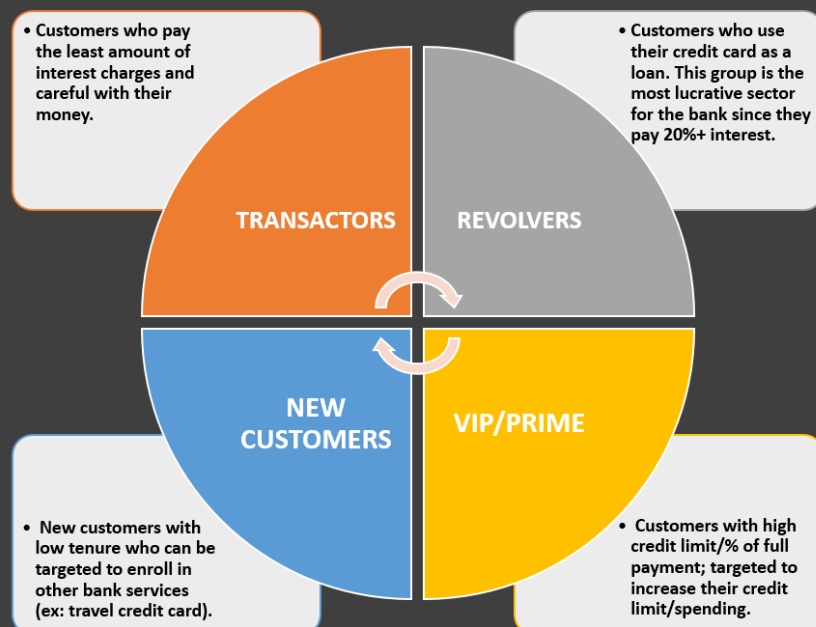 • Customers who pay
the least amount of
interest charges and
careful with their
money.
• Customers who use
their credit card as a
loan. This group is the
most lucrative sector
for the bank since they
pay 20%+ interest.
TRANSACTORS
REVOLVERS
NEW
CUSTOMERS
VIP/PRIME
• New customers with
low tenure who can be
targeted to enroll in
other bank services
(ex: travel credit card).
• Customers with high
credit limit/% of full
payment; targeted to
increase their credit
limit/spending.